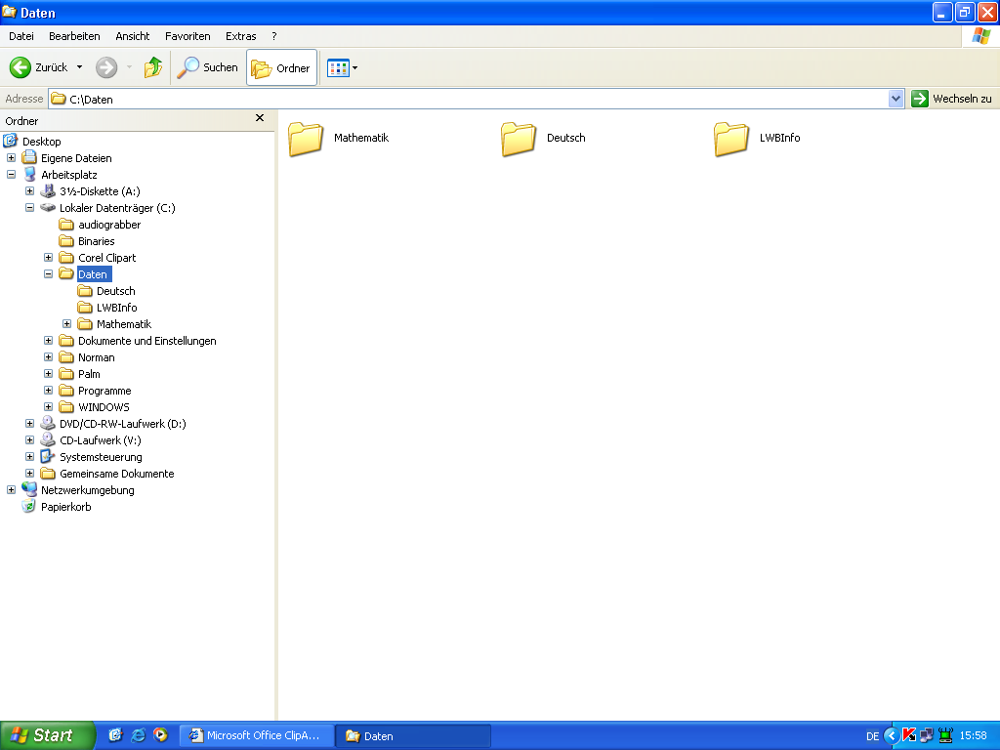 Daten
Datei Bearbeiten Ansicht Favoriten Extras ?
Zurück Suchen Ordner
Adresse C:\Daten Wechseln zu
Ordner
Desktop
Eigene Dateien
Arbeitsplatz
3½-Diskette (A:)
Lokaler Datenträger (C:)
audiograbber
Binaries
Corel Clipart
Daten
Deutsch
LWBInfo
Mathematik
Dokumente und Einstellungen
Norman
Palm
Programme
WINDOWS
DVD/CD-RW-Laufwerk (D:)
CD-Laufwerk (V:)
Systemsteuerung
Gemeinsame Dokumente
Netzwerkumgebung
Papierkorb
Mathematik Deutsch LWBInfo
Start Microsoft Office ClipA... Daten DE 15:58